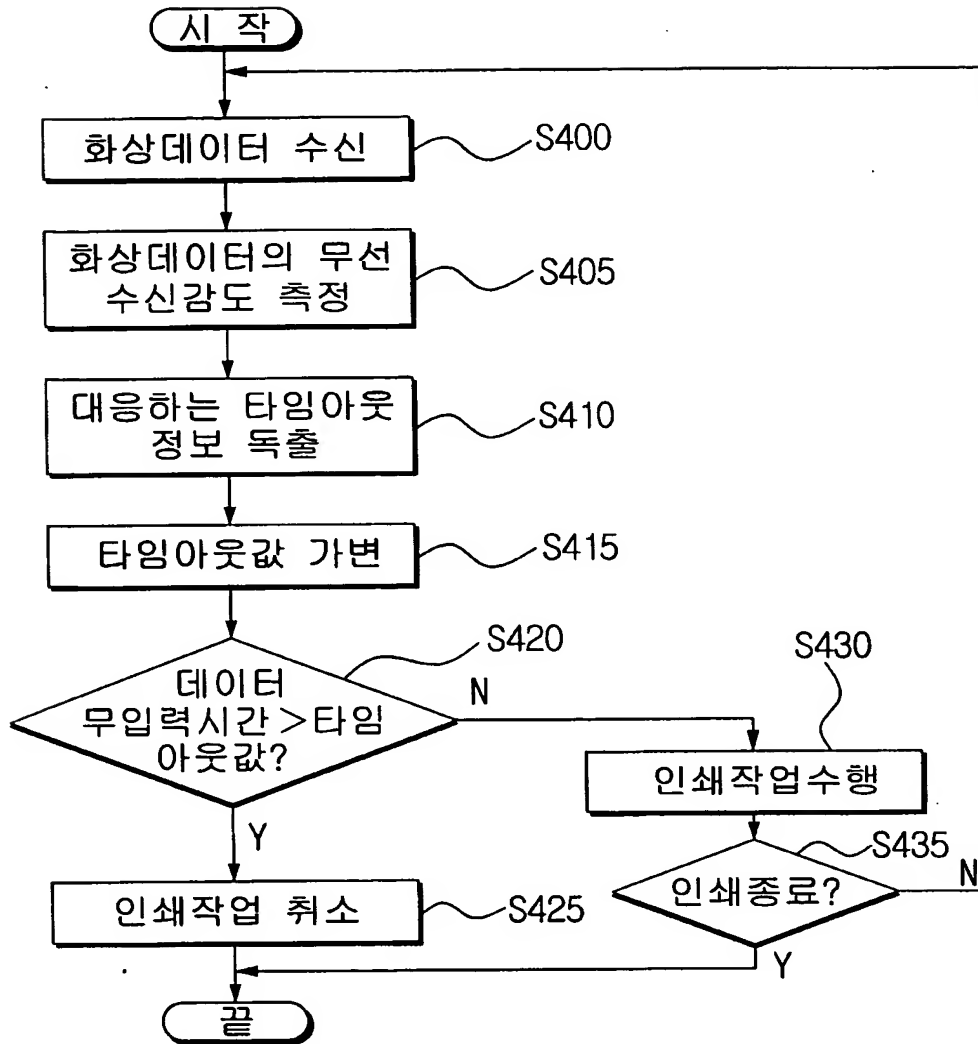 시 작
화상데이터 수신
S400
화상데이터의 무선
수신감도 측정
S405
대응하는 타임아웃
정보 독출
S410
타임아웃값 가변
S415
데이터
무입력시간>타임
아웃값?
S420
N
Y
S430
인쇄작업수행
S435
인쇄종료?
N
Y
인쇄작업 취소
S425
끝